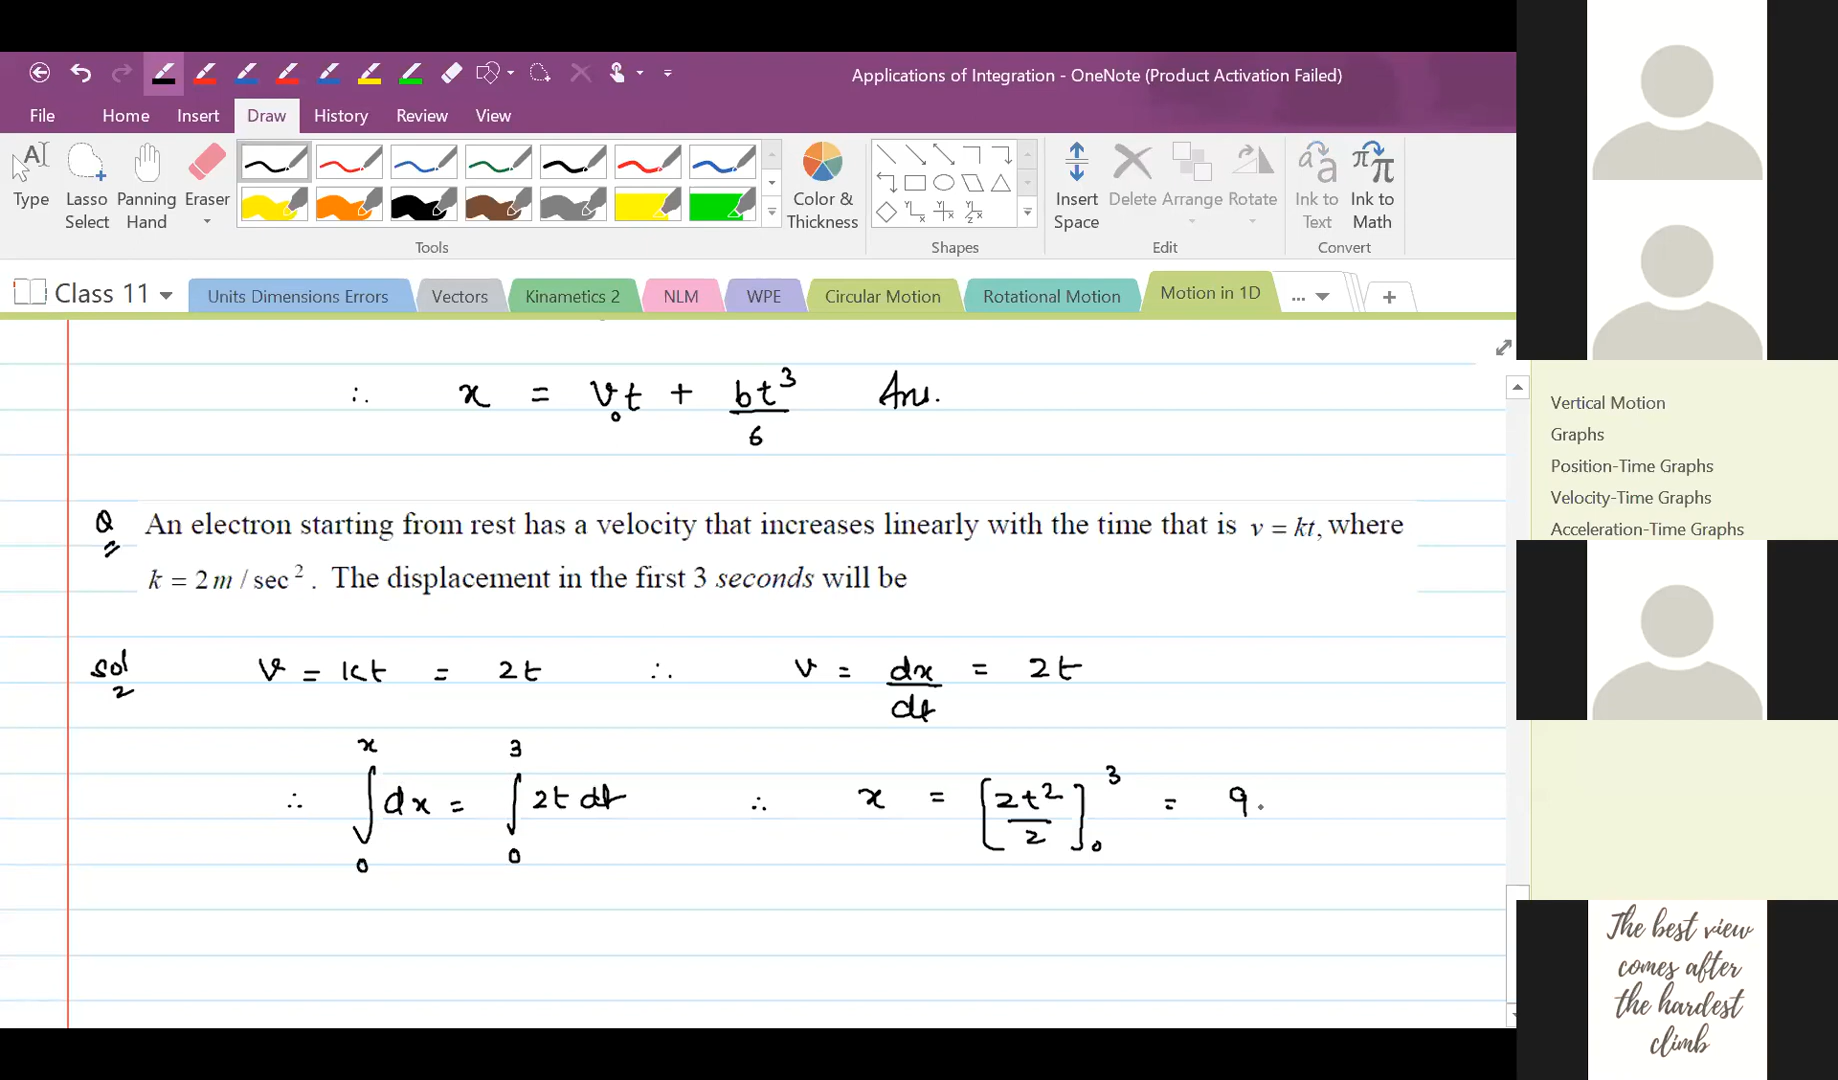 Applications of Integration - OneNote (Product Activation Failed)
File Home Insert Draw History Review View
Type
Lasso Select
Panning Hand
Eraser
Color & Thickness
Insert Space
Delete
Arrange
Rotate
Ink to Text
Ink to Math
Tools Shapes Edit Convert
Class 11 Units Dimensions Errors Vectors Kinametics 2 NLM WPE Circular Motion Rotational Motion Motion in 1D ...
∴ x = v₀t + bt³/6 Ans.
Q An electron starting from rest has a velocity that increases linearly with the time that is v = kt, where
k = 2 m / sec². The displacement in the first 3 seconds will be
Sol v = kt = 2t ∴ v = dx/dt = 2t
∴ ∫₀ˣ dx = ∫₀³ 2t dt ∴ x = [2t²/2]₀³ = 9.
Vertical Motion
Graphs
Position-Time Graphs
Velocity-Time Graphs
Acceleration-Time Graphs
The best view
comes after
the hardest
climb